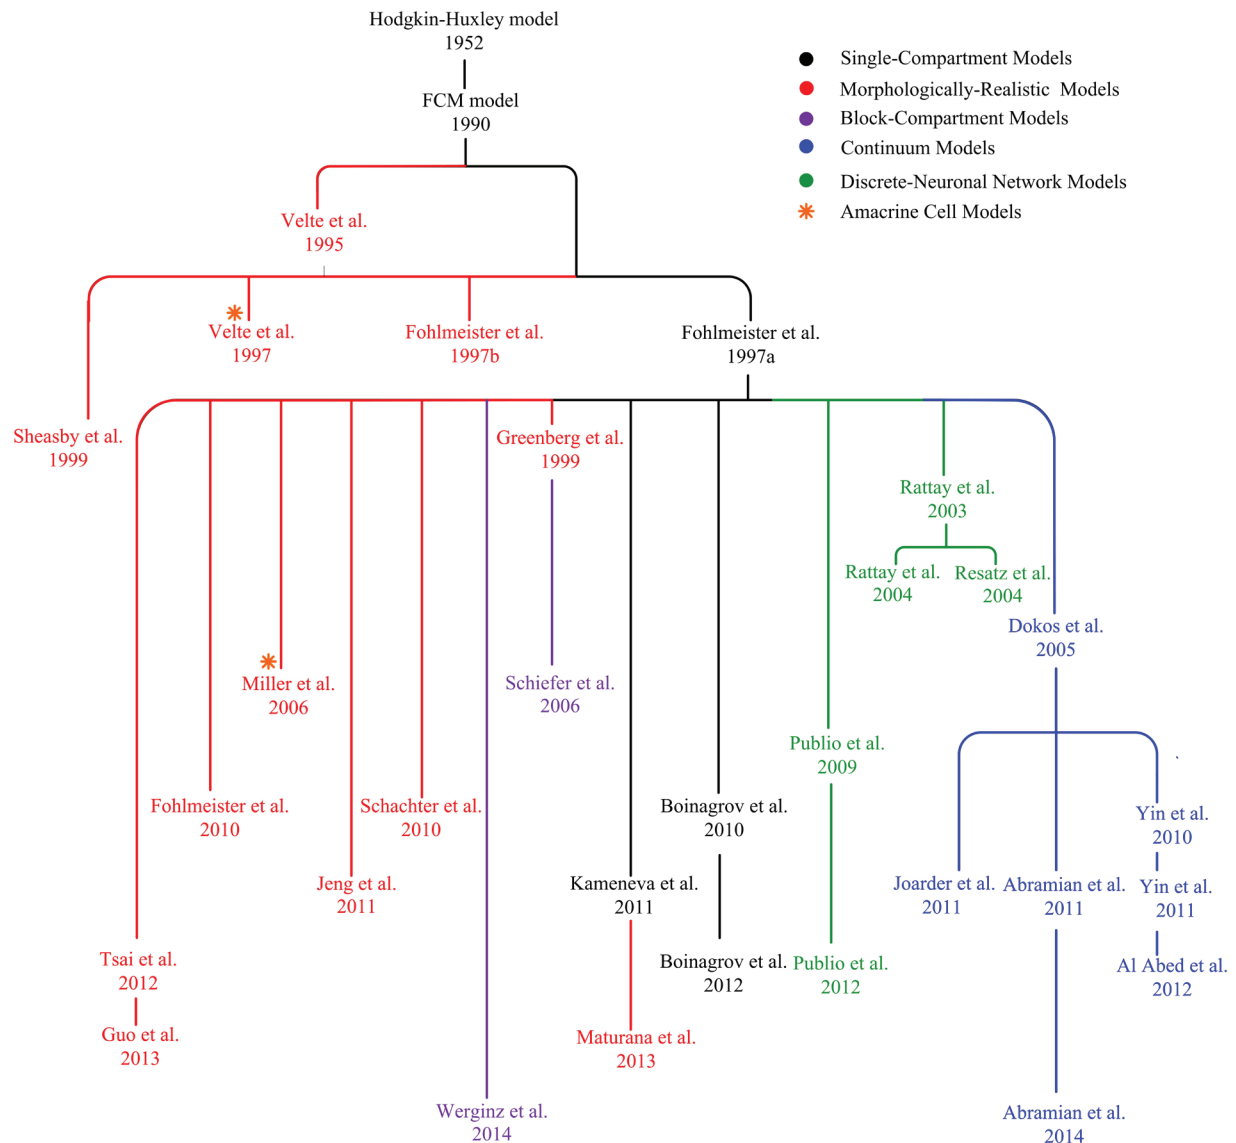 Hodgkin-Huxley model
1952
FCM model
1990
Single-Compartment Models
Morphologically-Realistic Models
Block-Compartment Models
Continuum Models
Discrete-Neuronal Network Models
Amacrine Cell Models
Velte et al.
1995
Velte et al.
1997
Fohlmeister et al.
1997b
Fohlmeister et al.
1997a
Sheasby et al.
1999
Greenberg et al.
1999
Rattay et al.
2003
Rattay et al.
2004
Resatz et al.
2004
Dokos et al.
2005
Miller et al.
2006
Schiefer et al.
2006
Publio et al.
2009
Fohlmeister et al.
2010
Schachter et al.
2010
Boinagrov et al.
2010
Yin et al.
2010
Jeng et al.
2011
Kameneva et al.
2011
Joarder et al.
2011
Abramian et al.
2011
Yin et al.
2011
Tsai et al.
2012
Boinagrov et al.
2012
Publio et al.
2012
Al Abed et al.
2012
Guo et al.
2013
Maturana et al.
2013
Werginz et al.
2014
Abramian et al.
2014